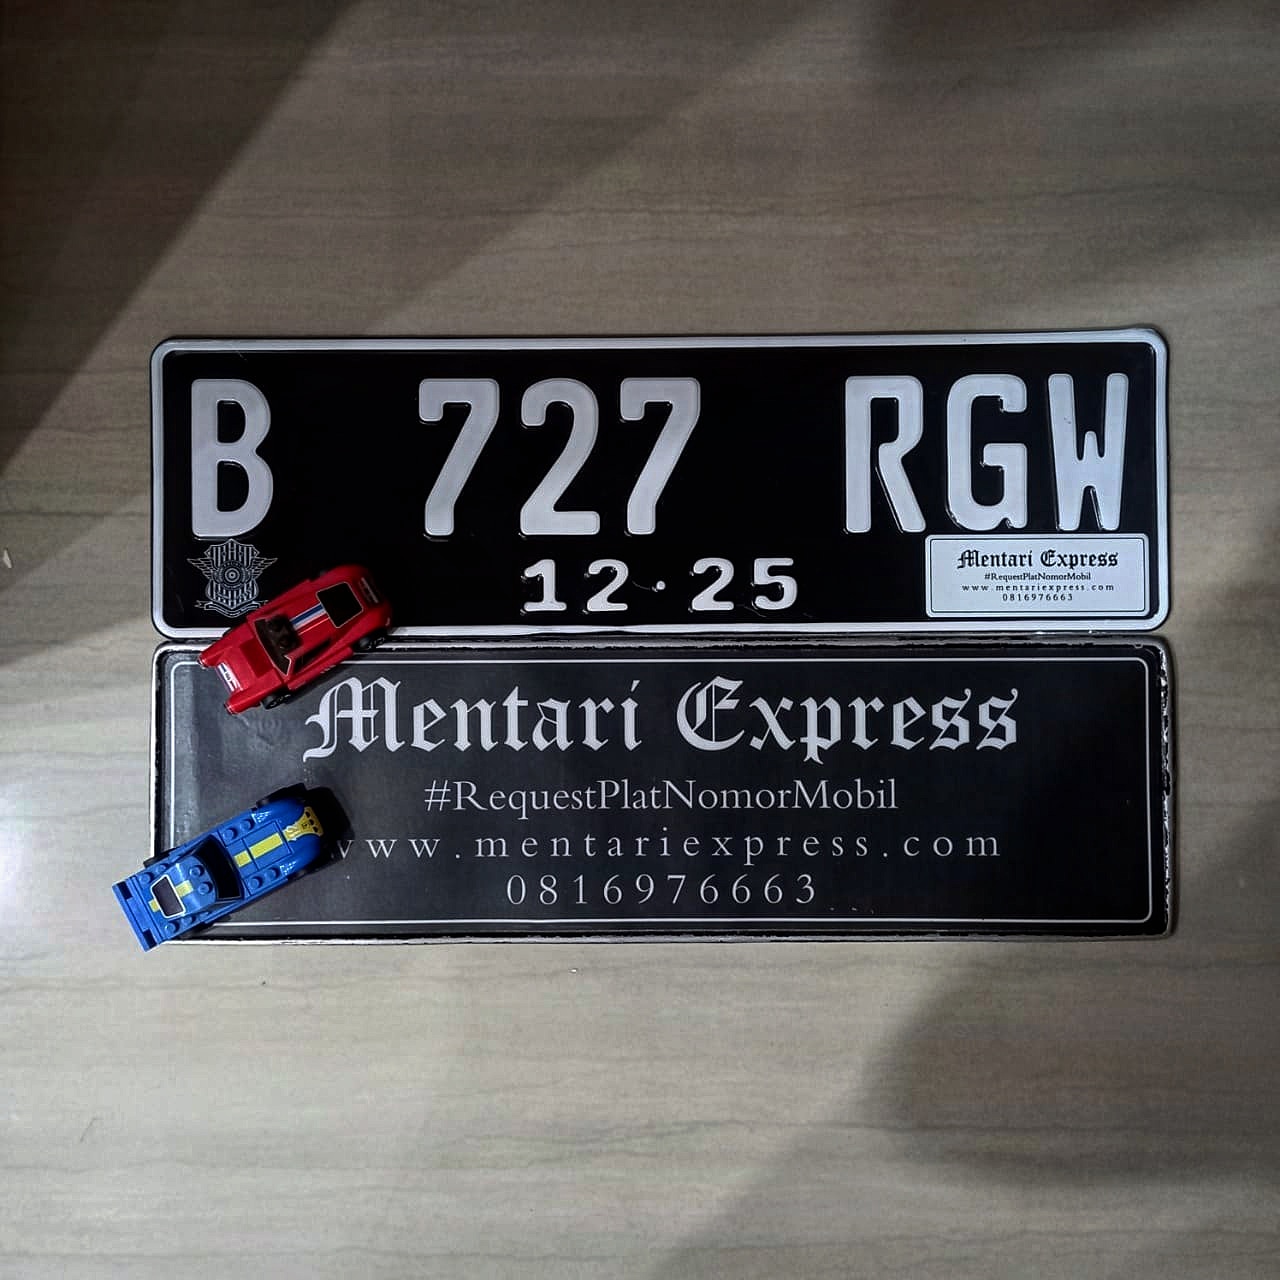 B 727 RGW
12·25
Mentari Express
#RequestPlatNomorMobil
www.mentariexpress.com
0816976663
Mentari Express
#RequestPlatNomorMobil
www.mentariexpress.com
0816976663